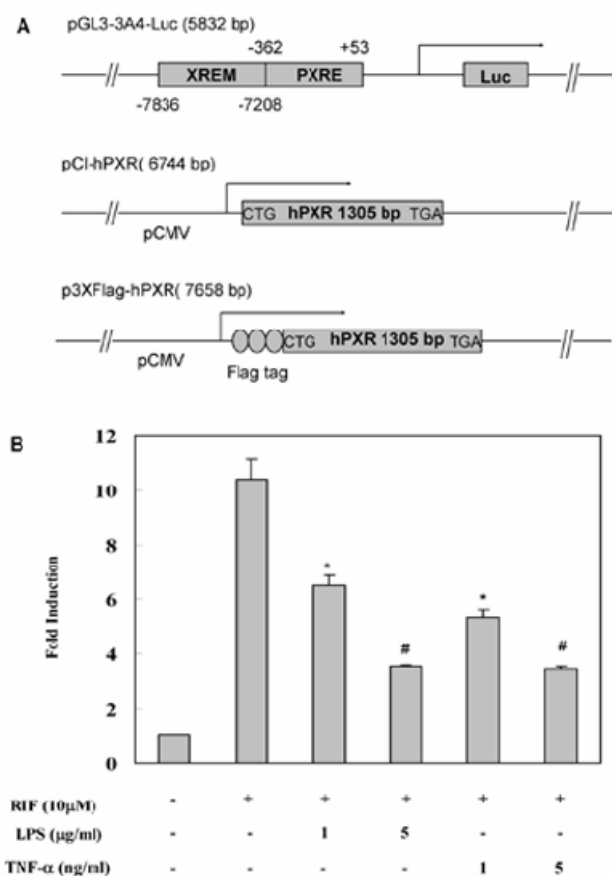 A
pGL3-3A4-Luc (5832 bp)
-362 +53
XREM PXRE Luc
-7836 -7208
pCI-hPXR( 6744 bp)
CTG hPXR 1305 bp TGA
pCMV
p3XFlag-hPXR( 7658 bp)
CTG hPXR 1305 bp TGA
pCMV
Flag tag
B
12
10
8
6
4
2
0
Fold Induction
* # * #
RIF (10μM) - + + + + +
LPS (μg/ml) - - 1 5 - -
TNF-α (ng/ml) - - - - 1 5